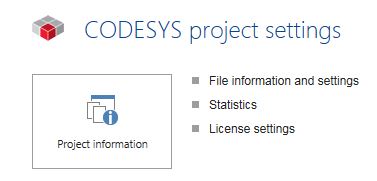 CODESYS project settings
Project information
File information and settings
Statistics
License settings